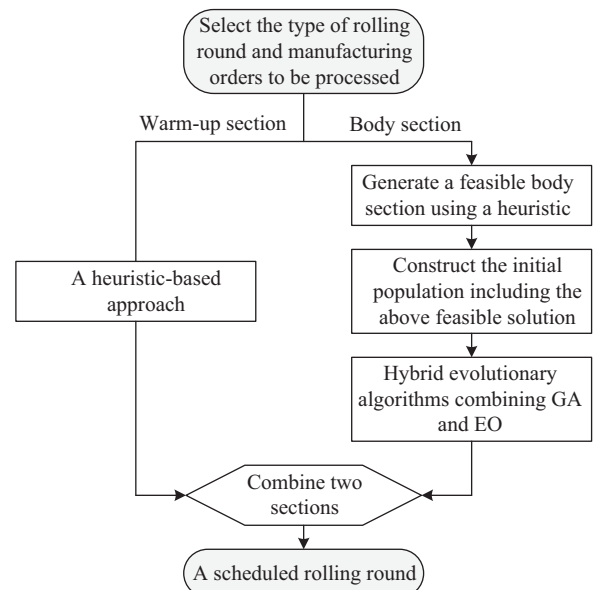 Select the type of rolling
round and manufacturing
orders to be processed
Warm-up section
Body section
Generate a feasible body
section using a heuristic
A heuristic-based
approach
Construct the initial
population including the
above feasible solution
Hybrid evolutionary
algorithms combining GA
and EO
Combine two
sections
A scheduled rolling round